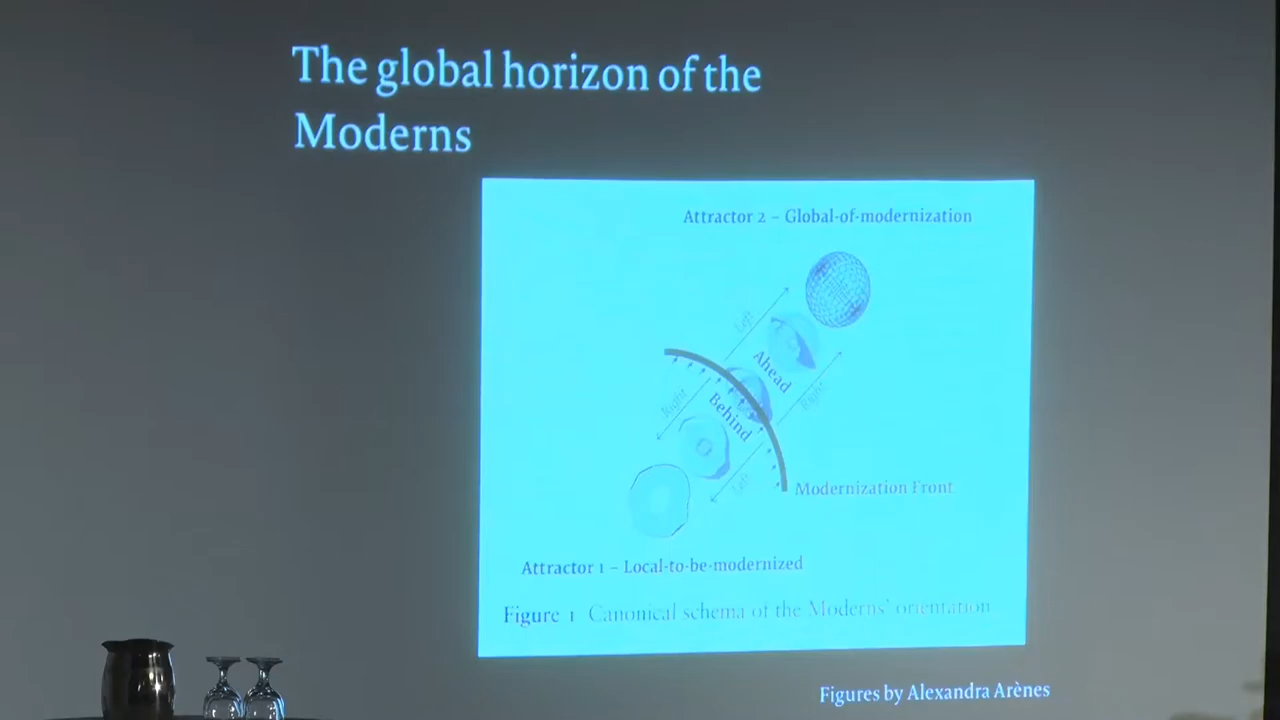 The global horizon of the
Moderns
Attractor 2 – Global-of-modernization
Left
Ahead
Right
Right
Behind
Left
Modernization Front
Attractor 1 – Local-to-be-modernized
Figure 1 Canonical schema of the Moderns' orientation
Figures by Alexandra Arènes